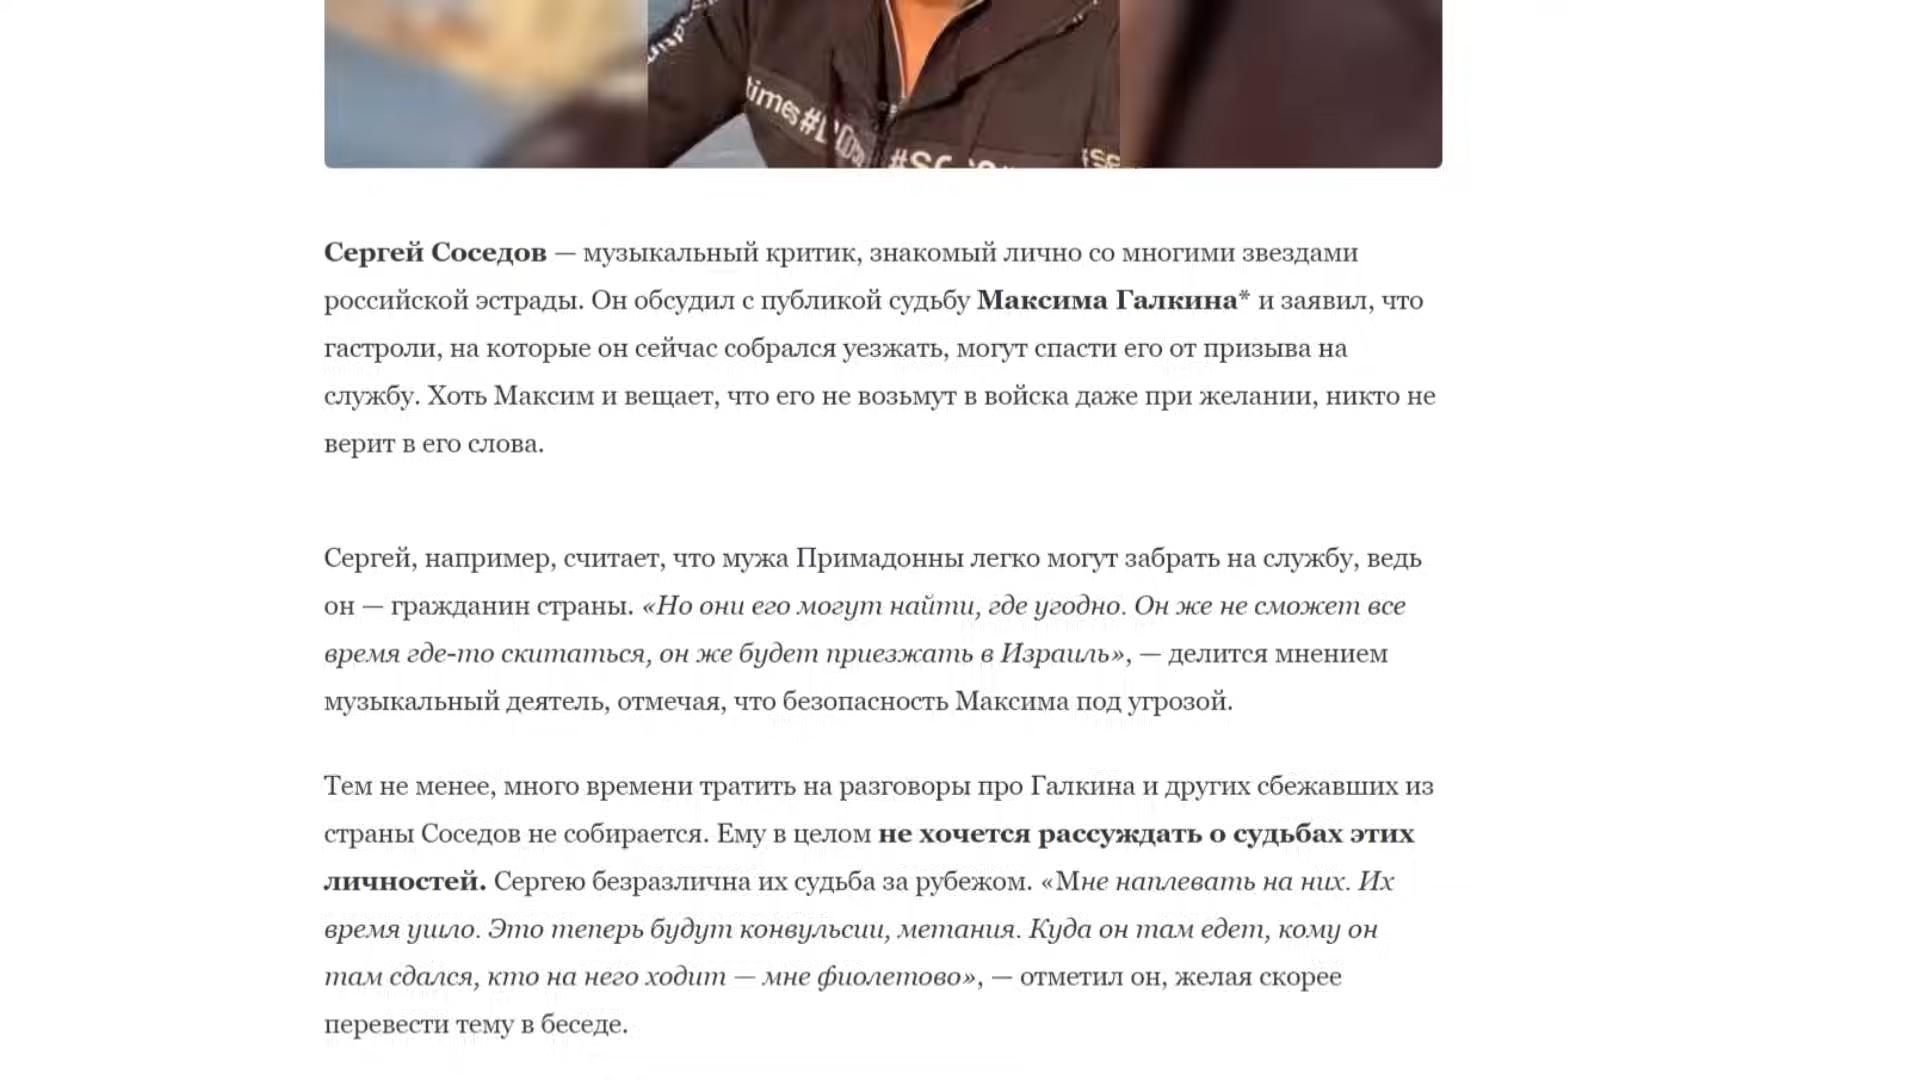 times#
Сергей Соседов — музыкальный критик, знакомый лично со многими звездами
российской эстрады. Он обсудил с публикой судьбу Максима Галкина* и заявил, что
гастроли, на которые он сейчас собрался уезжать, могут спасти его от призыва на
службу. Хоть Максим и вещает, что его не возьмут в войска даже при желании, никто не
верит в его слова.
Сергей, например, считает, что мужа Примадонны легко могут забрать на службу, ведь
он — гражданин страны. «Но они его могут найти, где угодно. Он же не сможет все
время где-то скитаться, он же будет приезжать в Израиль», — делится мнением
музыкальный деятель, отмечая, что безопасность Максима под угрозой.
Тем не менее, много времени тратить на разговоры про Галкина и других сбежавших из
страны Соседов не собирается. Ему в целом не хочется рассуждать о судьбах этих
личностей. Сергею безразлична их судьба за рубежом. «Мне наплевать на них. Их
время ушло. Это теперь будут конвульсии, метания. Куда он там едет, кому он
там сдался, кто на него ходит — мне фиолетово», — отметил он, желая скорее
перевести тему в беседе.